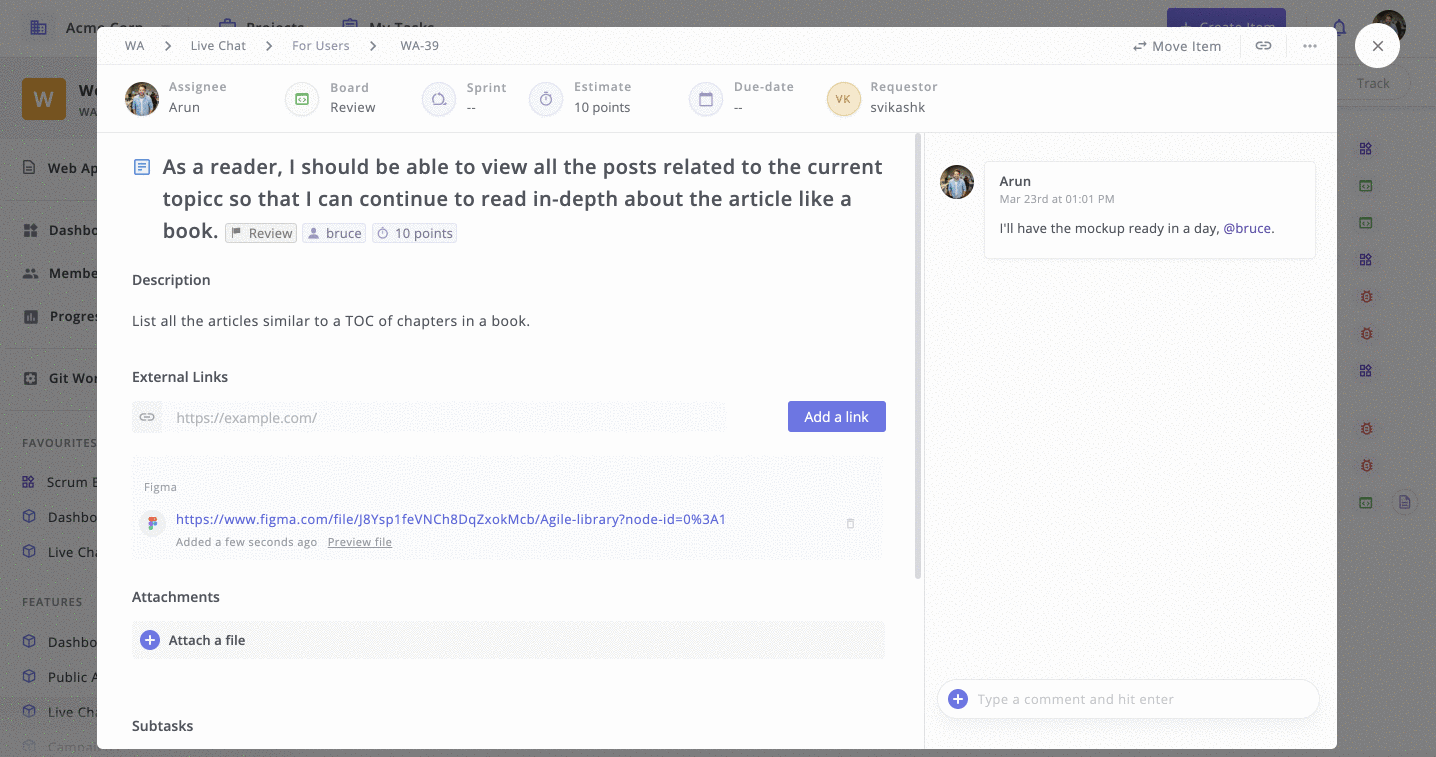 Acme Corp
Projects
My Tasks
+ Create Item
WA
Live Chat
For Users
WA-39
Move Item
Assignee
Arun
Board
Review
Sprint
--
Estimate
10 points
Due-date
--
VK
Requestor
svikashk
Track
W
WA
Web Ap
Dashbo
Membe
Progres
Git Wor
FAVOURITES
Scrum B
Dashbo
Live Cha
FEATURES
Dashbo
Public A
Live Cha
Campai
As a reader, I should be able to view all the posts related to the current
topicc so that I can continue to read in-depth about the article like a
book. Review bruce 10 points
Description
List all the articles similar to a TOC of chapters in a book.
External Links
https://example.com/
Add a link
Figma
https://www.figma.com/file/J8Ysp1feVNCh8DqZxokMcb/Agile-library?node-id=0%3A1
Added a few seconds ago Preview file
Attachments
Attach a file
Subtasks
Arun
Mar 23rd at 01:01 PM
I'll have the mockup ready in a day, @bruce.
Type a comment and hit enter